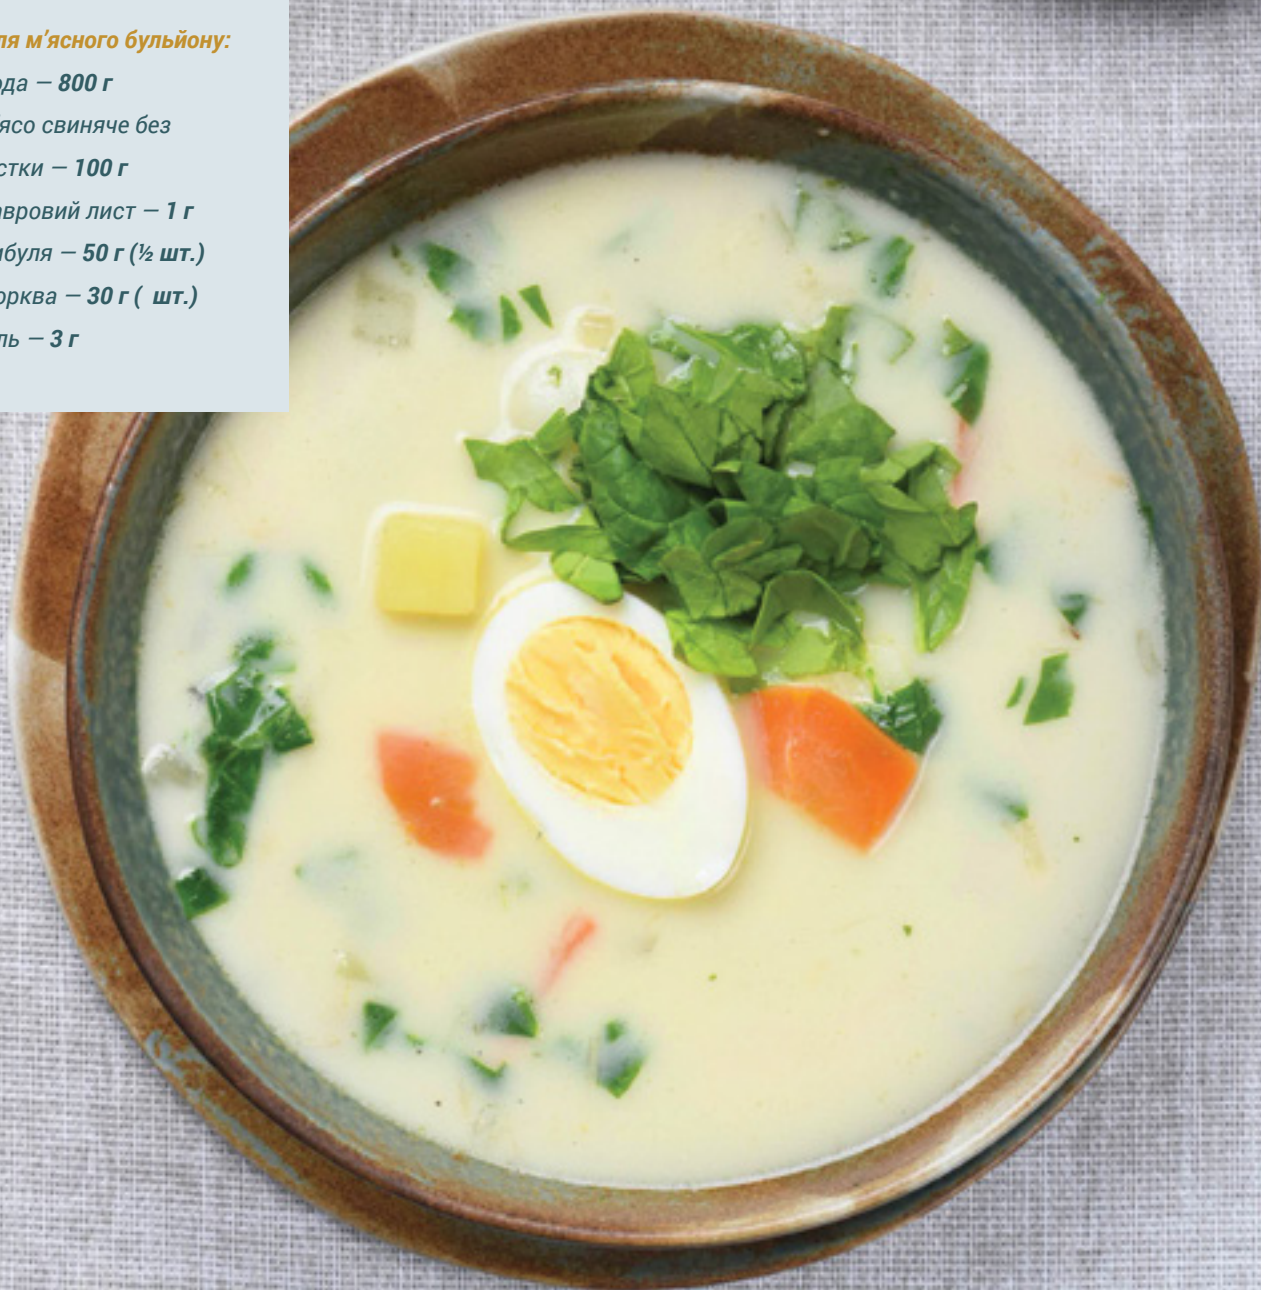 ля м'ясного бульйону:
ода — 800 г
'ясо свиняче без
стки — 100 г
авровий лист — 1 г
ибуля — 50 г (½ шт.)
орква — 30 г ( шт.)
ль — 3 г